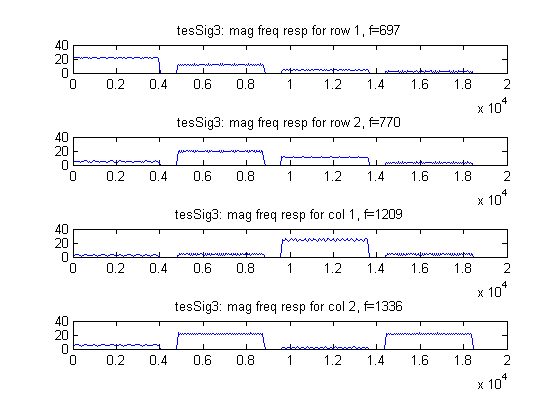 tesSig3: mag freq resp for row 1, f=697
40
20
0
0 0.2 0.4 0.6 0.8 1 1.2 1.4 1.6 1.8 2
x 10^4
tesSig3: mag freq resp for row 2, f=770
40
20
0
0 0.2 0.4 0.6 0.8 1 1.2 1.4 1.6 1.8 2
x 10^4
tesSig3: mag freq resp for col 1, f=1209
40
20
0
0 0.2 0.4 0.6 0.8 1 1.2 1.4 1.6 1.8 2
x 10^4
tesSig3: mag freq resp for col 2, f=1336
40
20
0
0 0.2 0.4 0.6 0.8 1 1.2 1.4 1.6 1.8 2
x 10^4